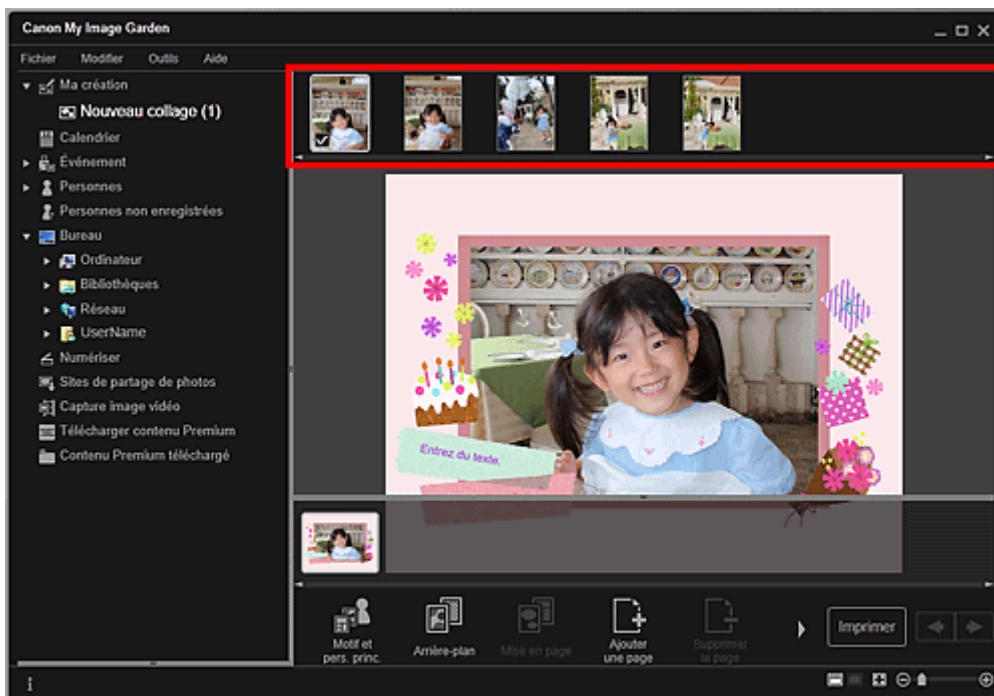 Canon My Image Garden
Fichier Modifier Outils Aide
Ma création
Nouveau collage (1)
Calendrier
Événement
Personnes
Personnes non enregistrées
Bureau
Ordinateur
Bibliothèques
Réseau
UserName
Numériser
Sites de partage de photos
Capture image vidéo
Télécharger contenu Premium
Contenu Premium téléchargé
Entrez du texte.
Motif et
pers. princ.
Arrière-plan
Mise en page
Ajouter
une page
Supprimer
la page
Imprimer